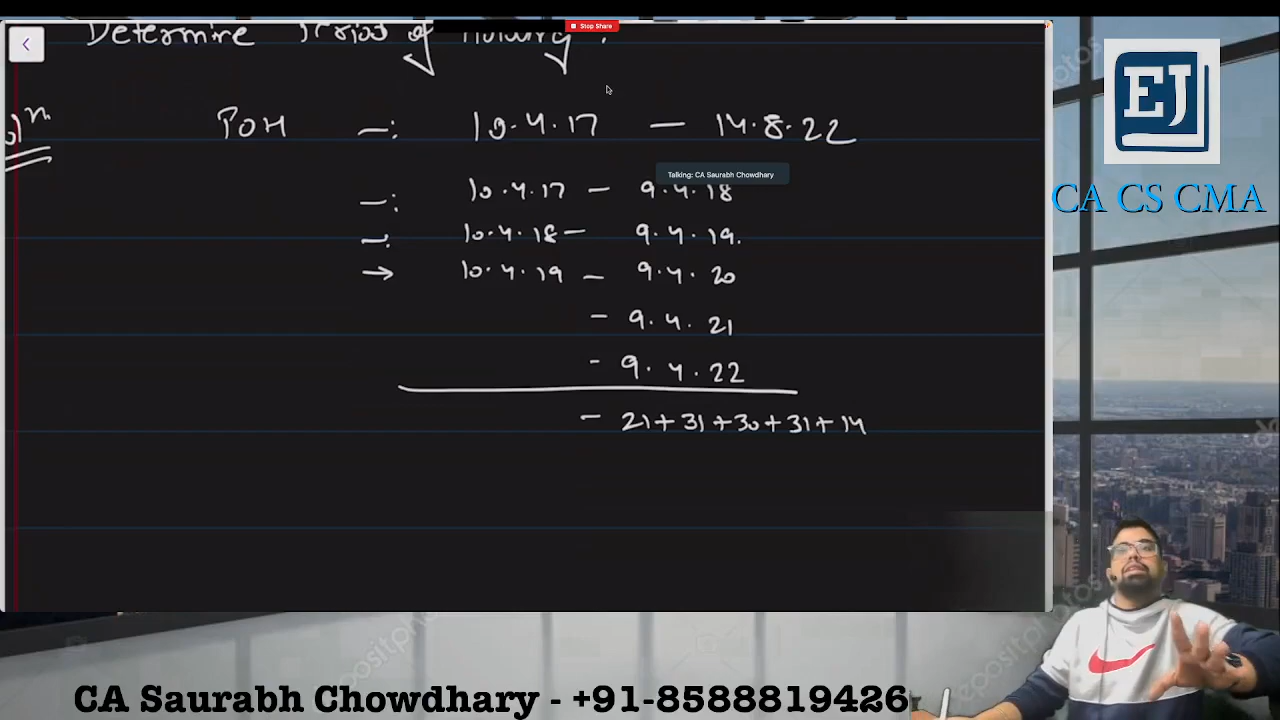 Stop Share
Determine Period of Holding .
Solⁿ POH –: 10.4.17 — 14.8.22
Talking: CA Saurabh Chowdhary
–: 10.4.17 – 9.4.18
–: 10.4.18 – 9.4.19.
→ 10.4.19 – 9.4.20
– 9.4.21
– 9.4.22
– 21+31+30+31+14
EJ
CA CS CMA
CA Saurabh Chowdhary - +91-8588819426